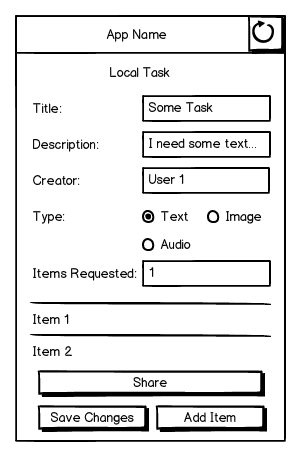 App Name
Local Task
Title: Some Task
Description: I need some text...
Creator: User 1
Type: Text Image
Audio
Items Requested: 1
Item 1
Item 2
Share
Save Changes Add Item